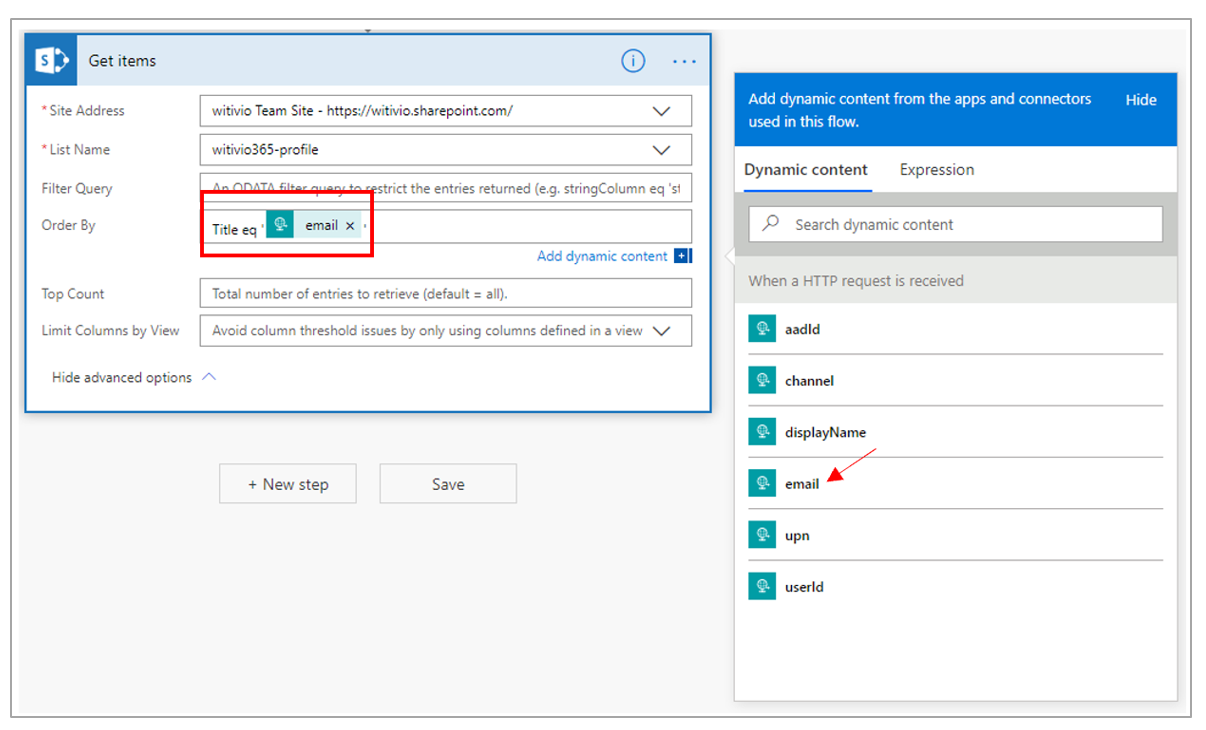 S
Get items
i
...
* Site Address
witivio Team Site - https://witivio.sharepoint.com/
* List Name
witivio365-profile
Filter Query
An ODATA filter query to restrict the entries returned (e.g. stringColumn eq 'st
Order By
Title eq ' email × '
Add dynamic content +
Top Count
Total number of entries to retrieve (default = all).
Limit Columns by View
Avoid column threshold issues by only using columns defined in a view
Hide advanced options
+ New step
Save
Add dynamic content from the apps and connectors
used in this flow.
Hide
Dynamic content
Expression
Search dynamic content
When a HTTP request is received
aadId
channel
displayName
email
upn
userId